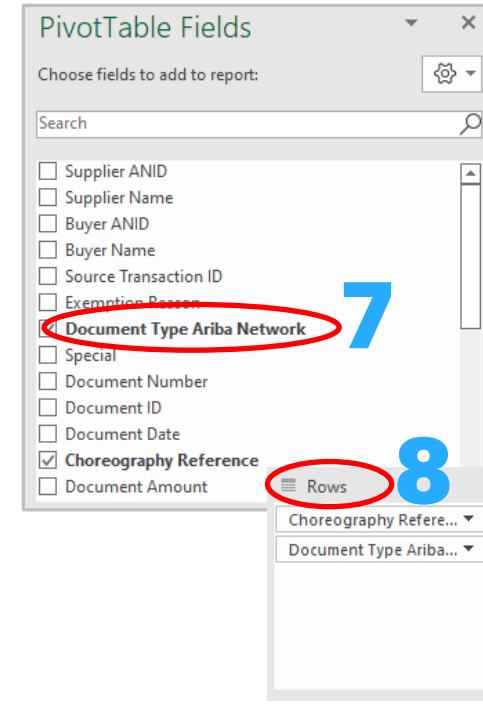 PivotTable Fields
Choose fields to add to report:
Search
Supplier ANID
Supplier Name
Buyer ANID
Buyer Name
Source Transaction ID
Exemption Reason
Document Type Ariba Network
7
Special
Document Number
Document ID
Document Date
Choreography Reference
Document Amount
Rows
8
Choreography Refere...
Document Type Ariba...